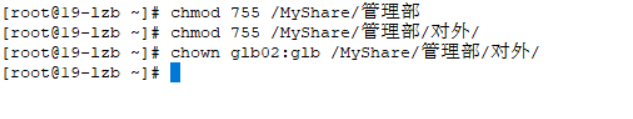 [root@19-lzb ~]# chmod 755 /MyShare/管理部
[root@19-lzb ~]# chmod 755 /MyShare/管理部/对外/
[root@19-lzb ~]# chown glb02:glb /MyShare/管理部/对外/
[root@19-lzb ~]#